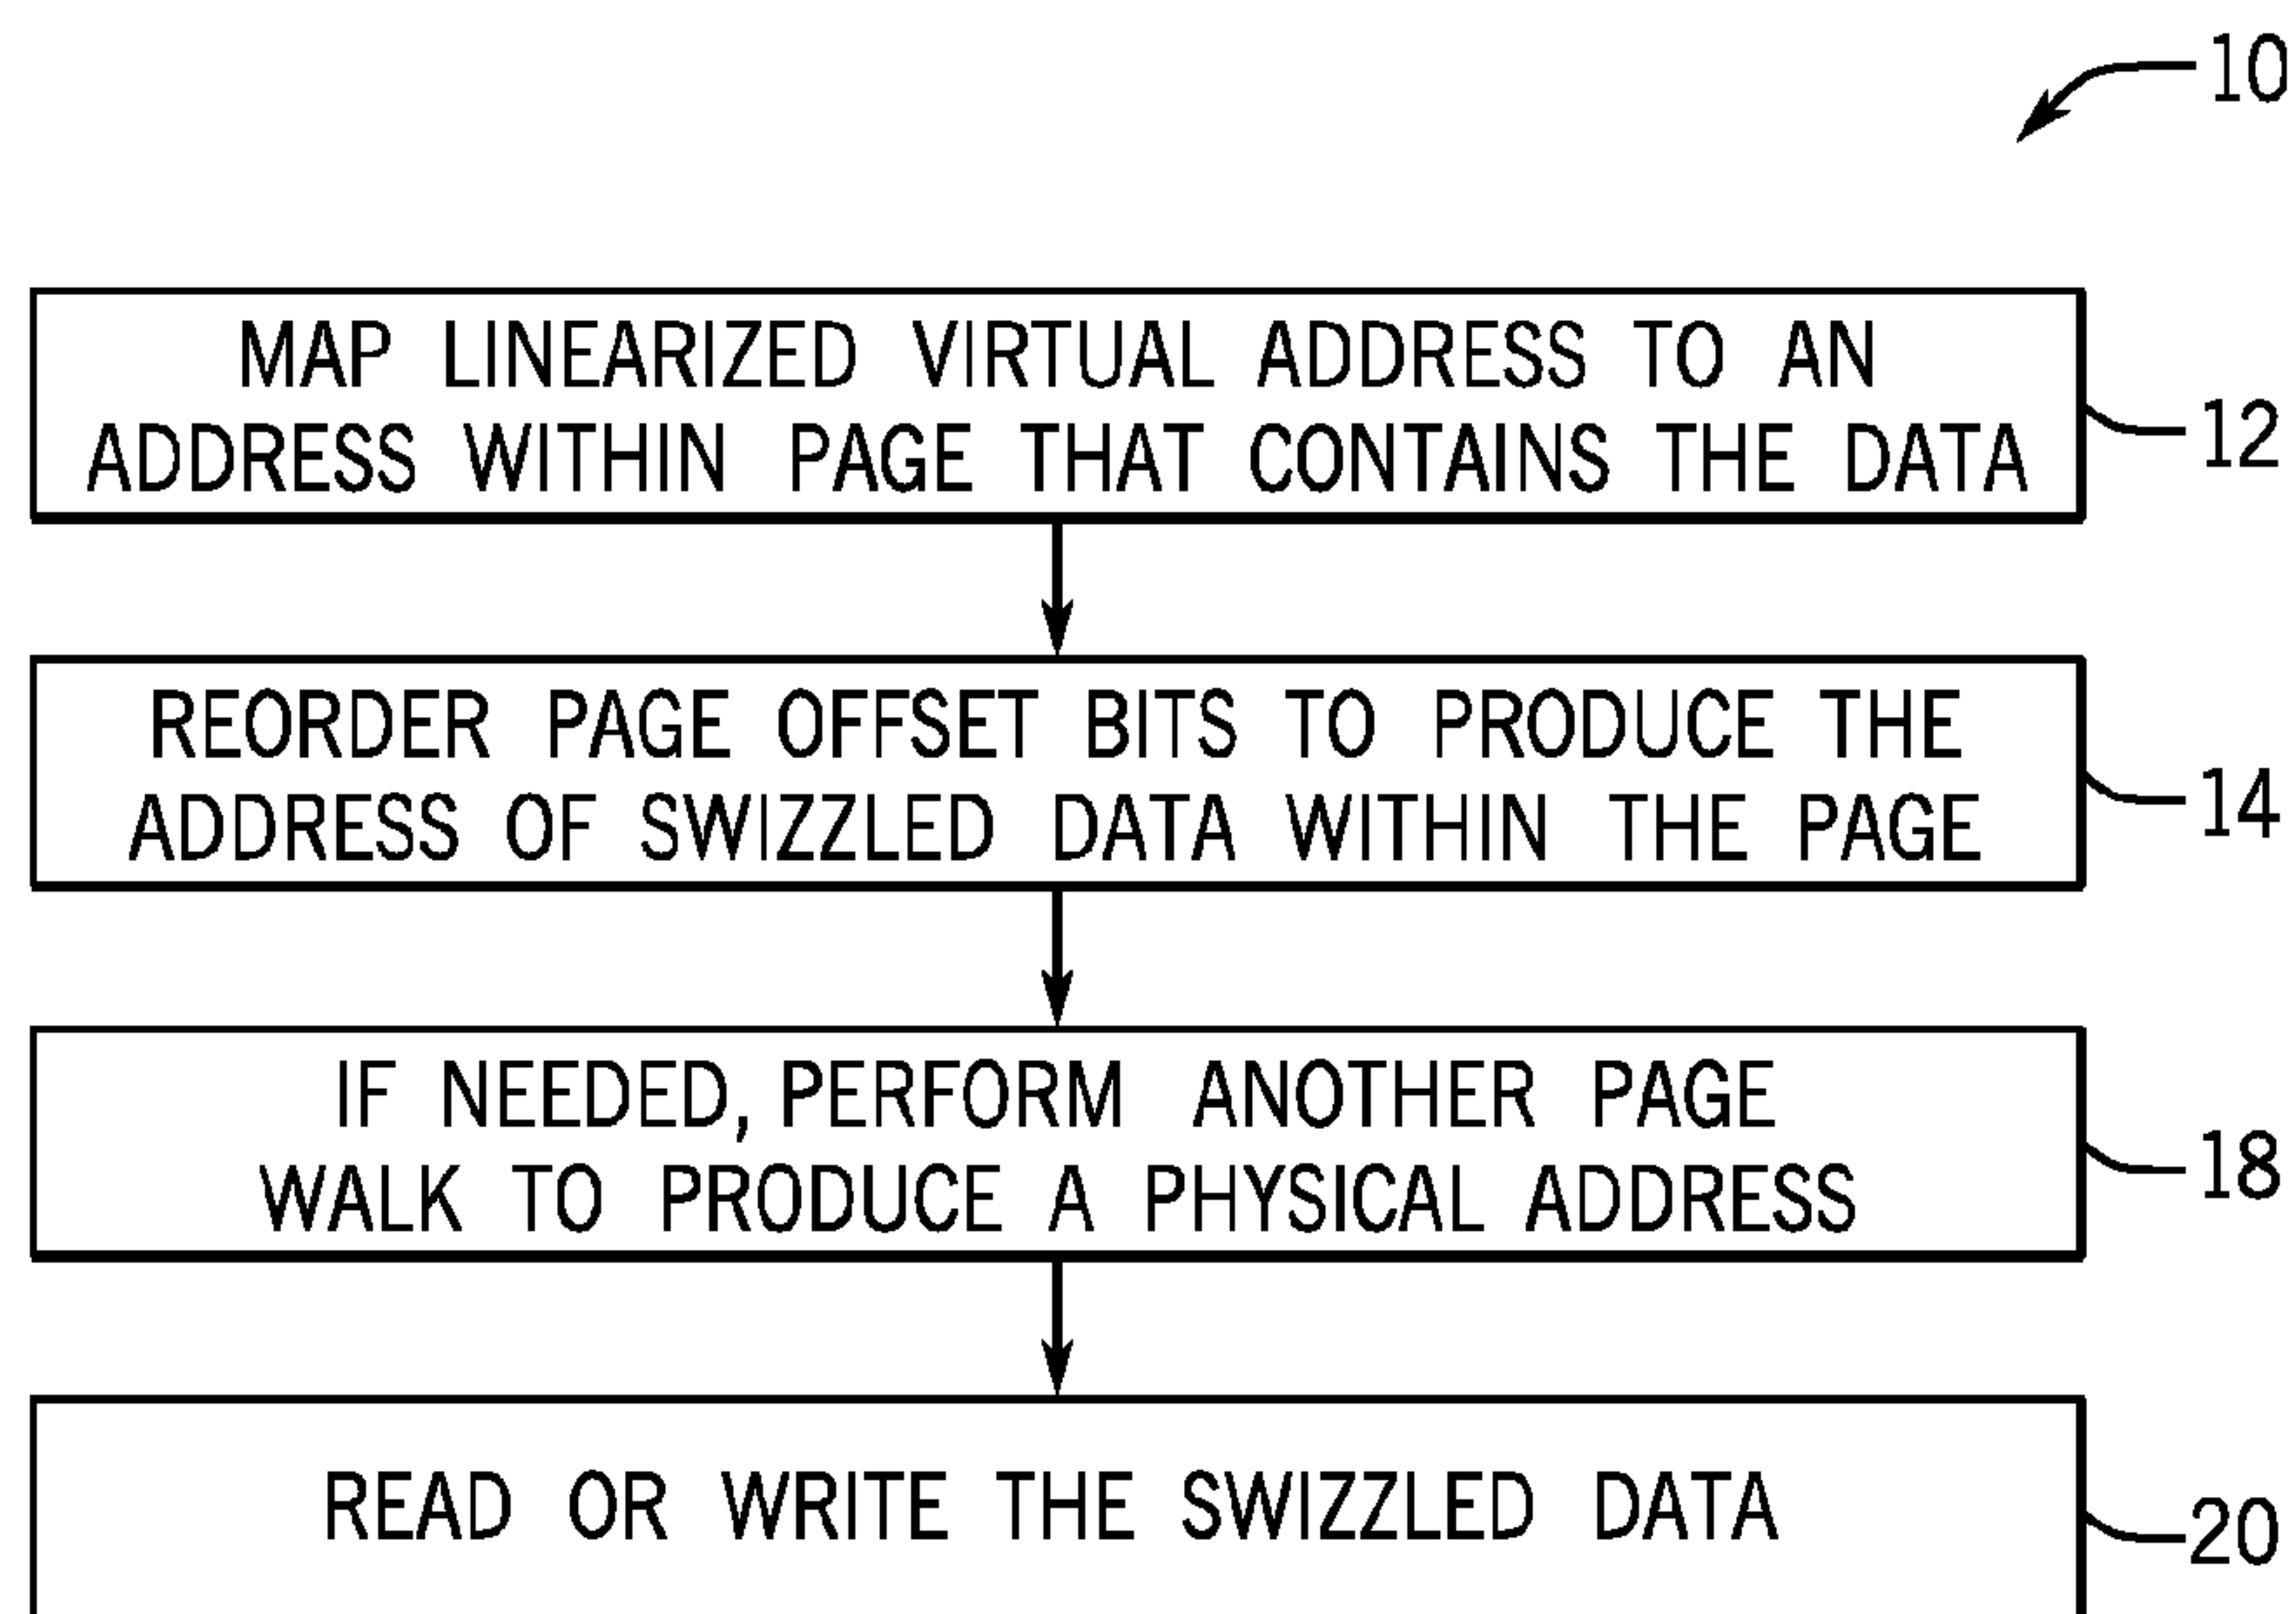 10
MAP LINEARIZED VIRTUAL ADDRESS TO AN
ADDRESS WITHIN PAGE THAT CONTAINS THE DATA
12
REORDER PAGE OFFSET BITS TO PRODUCE THE
ADDRESS OF SWIZZLED DATA WITHIN THE PAGE
14
IF NEEDED, PERFORM ANOTHER PAGE
WALK TO PRODUCE A PHYSICAL ADDRESS
18
READ OR WRITE THE SWIZZLED DATA
20